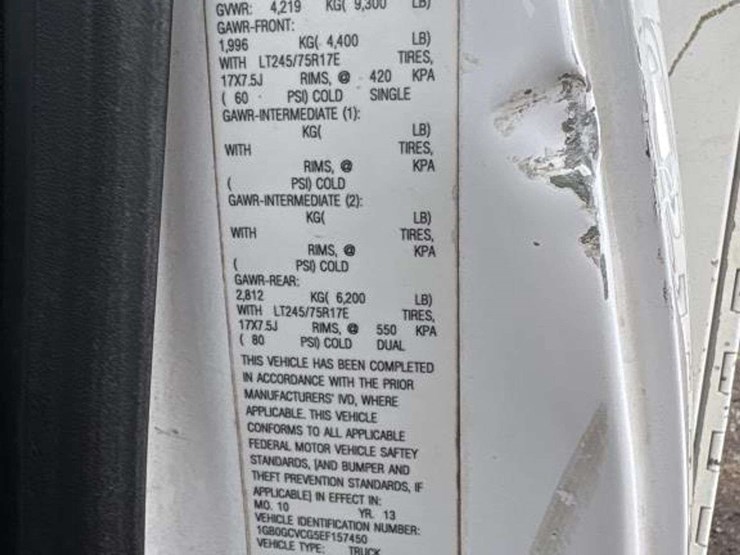 GVWR: 4,219 KG( 9,300 LB)
GAWR-FRONT:
1,996 KG( 4,400 LB)
WITH LT245/75R17E TIRES,
17X7.5J RIMS, @ 420 KPA
( 60 PSI) COLD SINGLE
GAWR-INTERMEDIATE (1):
KG( LB)
WITH TIRES,
RIMS, @ KPA
( PSI) COLD
GAWR-INTERMEDIATE (2):
KG( LB)
WITH TIRES,
RIMS, @ KPA
( PSI) COLD
GAWR-REAR:
2,812 KG( 6,200 LB)
WITH LT245/75R17E TIRES,
17X7.5J RIMS, @ 550 KPA
( 80 PSI) COLD DUAL
THIS VEHICLE HAS BEEN COMPLETED
IN ACCORDANCE WITH THE PRIOR
MANUFACTURERS' IVD, WHERE
APPLICABLE. THIS VEHICLE
CONFORMS TO ALL APPLICABLE
FEDERAL MOTOR VEHICLE SAFTEY
STANDARDS, [AND BUMPER AND
THEFT PREVENTION STANDARDS, IF
APPLICABLE] IN EFFECT IN:
MO. 10 YR. 13
VEHICLE IDENTIFICATION NUMBER:
1GB0GCVCG5EF157450
VEHICLE TYPE: TRUCK